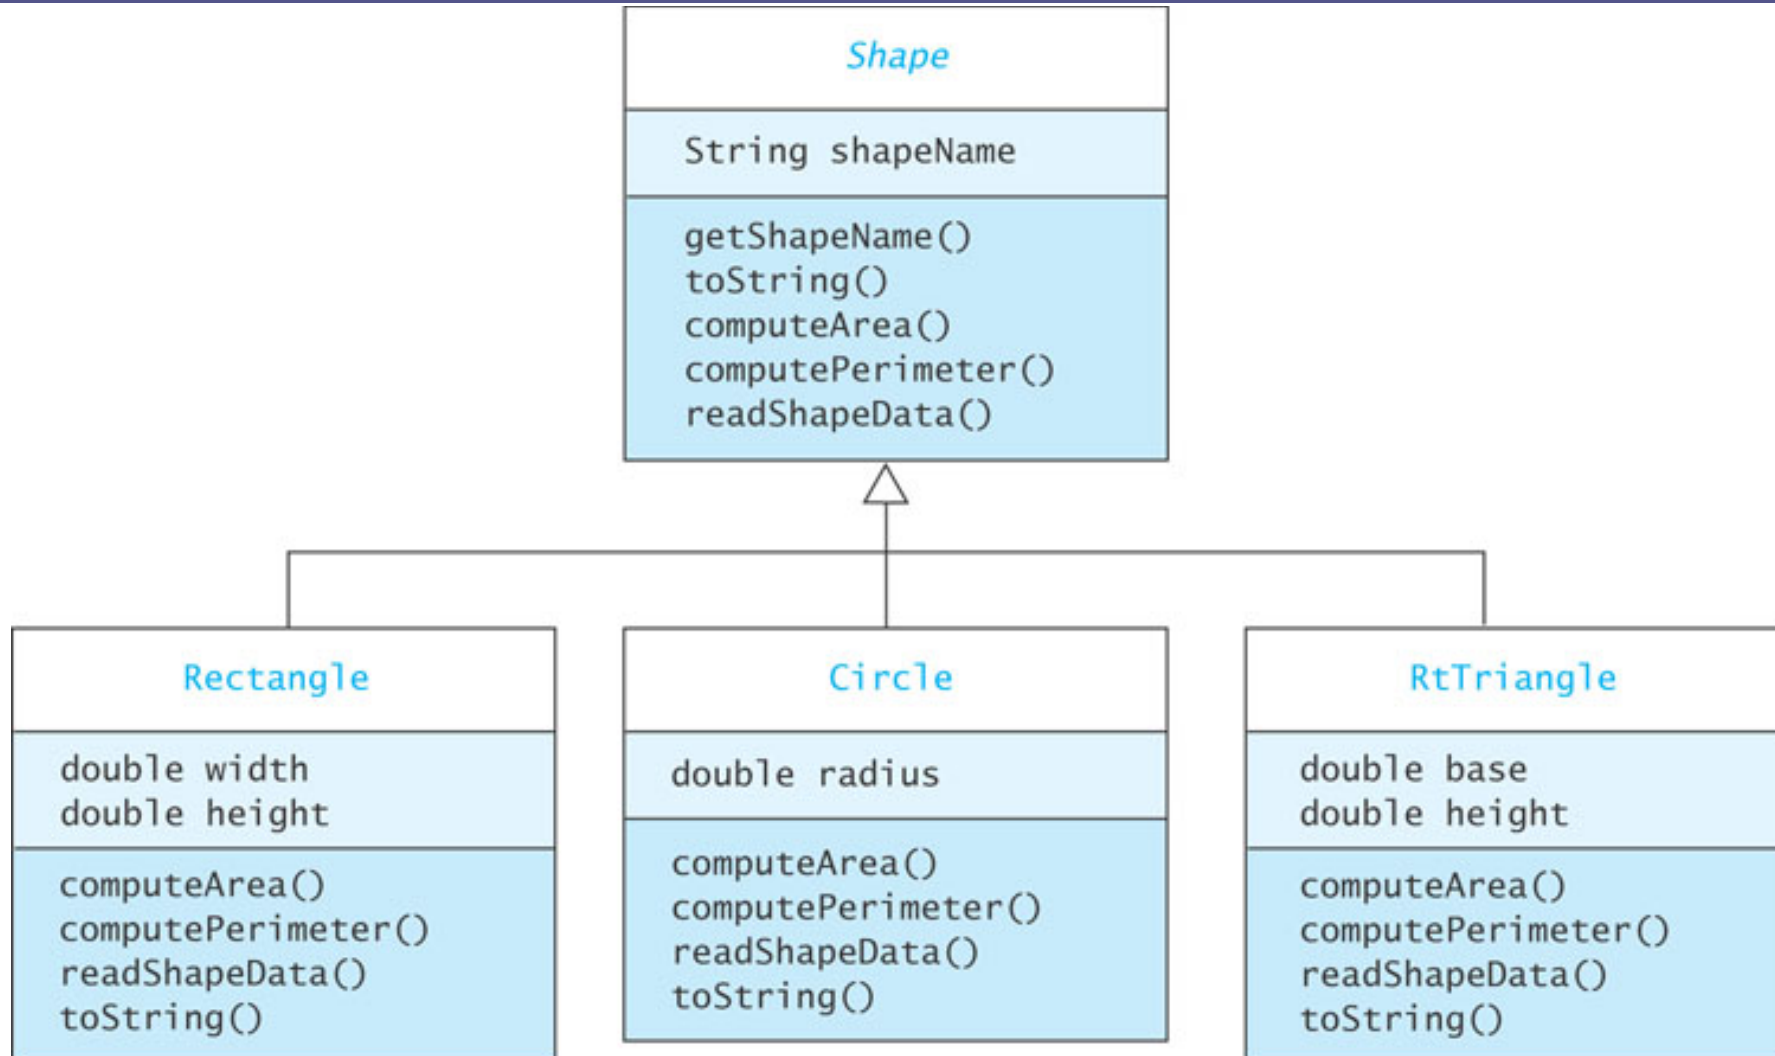 Shape
String shapeName
getShapeName()
toString()
computeArea()
computePerimeter()
readShapeData()
Rectangle
double width
double height
computeArea()
computePerimeter()
readShapeData()
toString()
Circle
double radius
computeArea()
computePerimeter()
readShapeData()
toString()
RtTriangle
double base
double height
computeArea()
computePerimeter()
readShapeData()
toString()